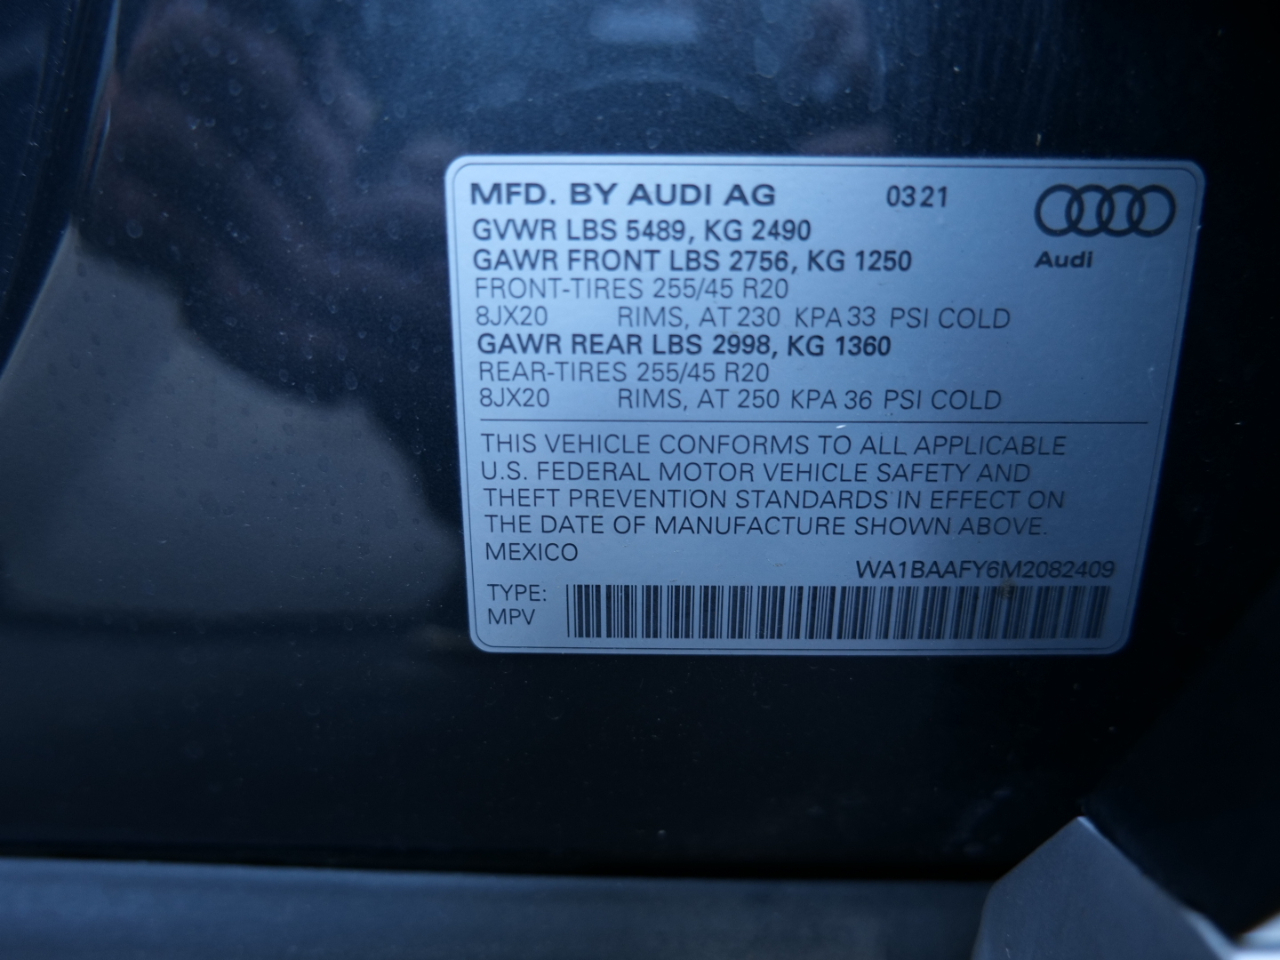 MFD. BY AUDI AG 03 21
GVWR LBS 5489, KG 2490
GAWR FRONT LBS 2756, KG 1250
Audi
FRONT-TIRES 255/45 R20
8JX20 RIMS, AT 230 KPA 33 PSI COLD
GAWR REAR LBS 2998, KG 1360
REAR-TIRES 255/45 R20
8JX20 RIMS, AT 250 KPA 36 PSI COLD
THIS VEHICLE CONFORMS TO ALL APPLICABLE
U.S. FEDERAL MOTOR VEHICLE SAFETY AND
THEFT PREVENTION STANDARDS IN EFFECT ON
THE DATE OF MANUFACTURE SHOWN ABOVE.
MEXICO
WA1BAAFY6M2082409
TYPE:
MPV